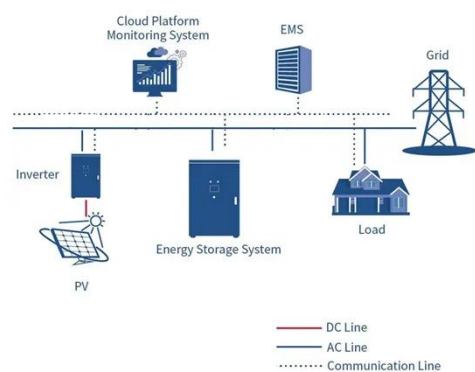 Cloud Platform
Monitoring System
EMS
Grid
Inverter
Energy Storage System
Load
PV
DC Line
AC Line
Communication Line